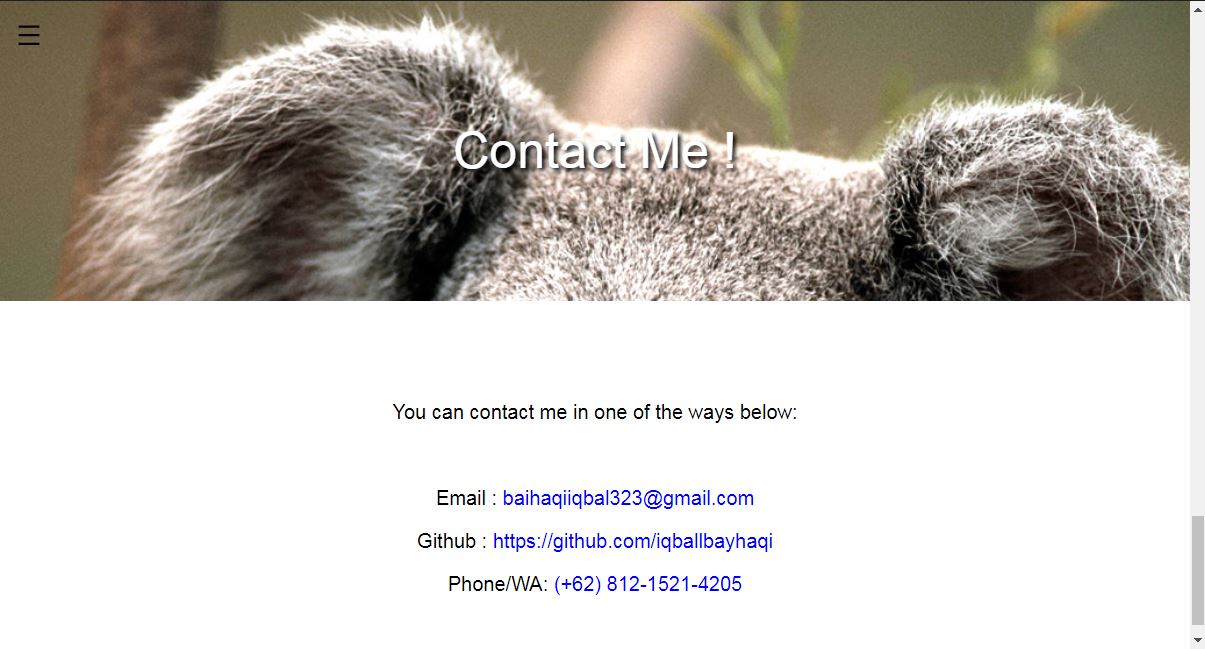 Contact Me !
You can contact me in one of the ways below:
Email : baihaqiiqbal323@gmail.com
Github : https://github.com/iqballbayhaqi
Phone/WA: (+62) 812-1521-4205